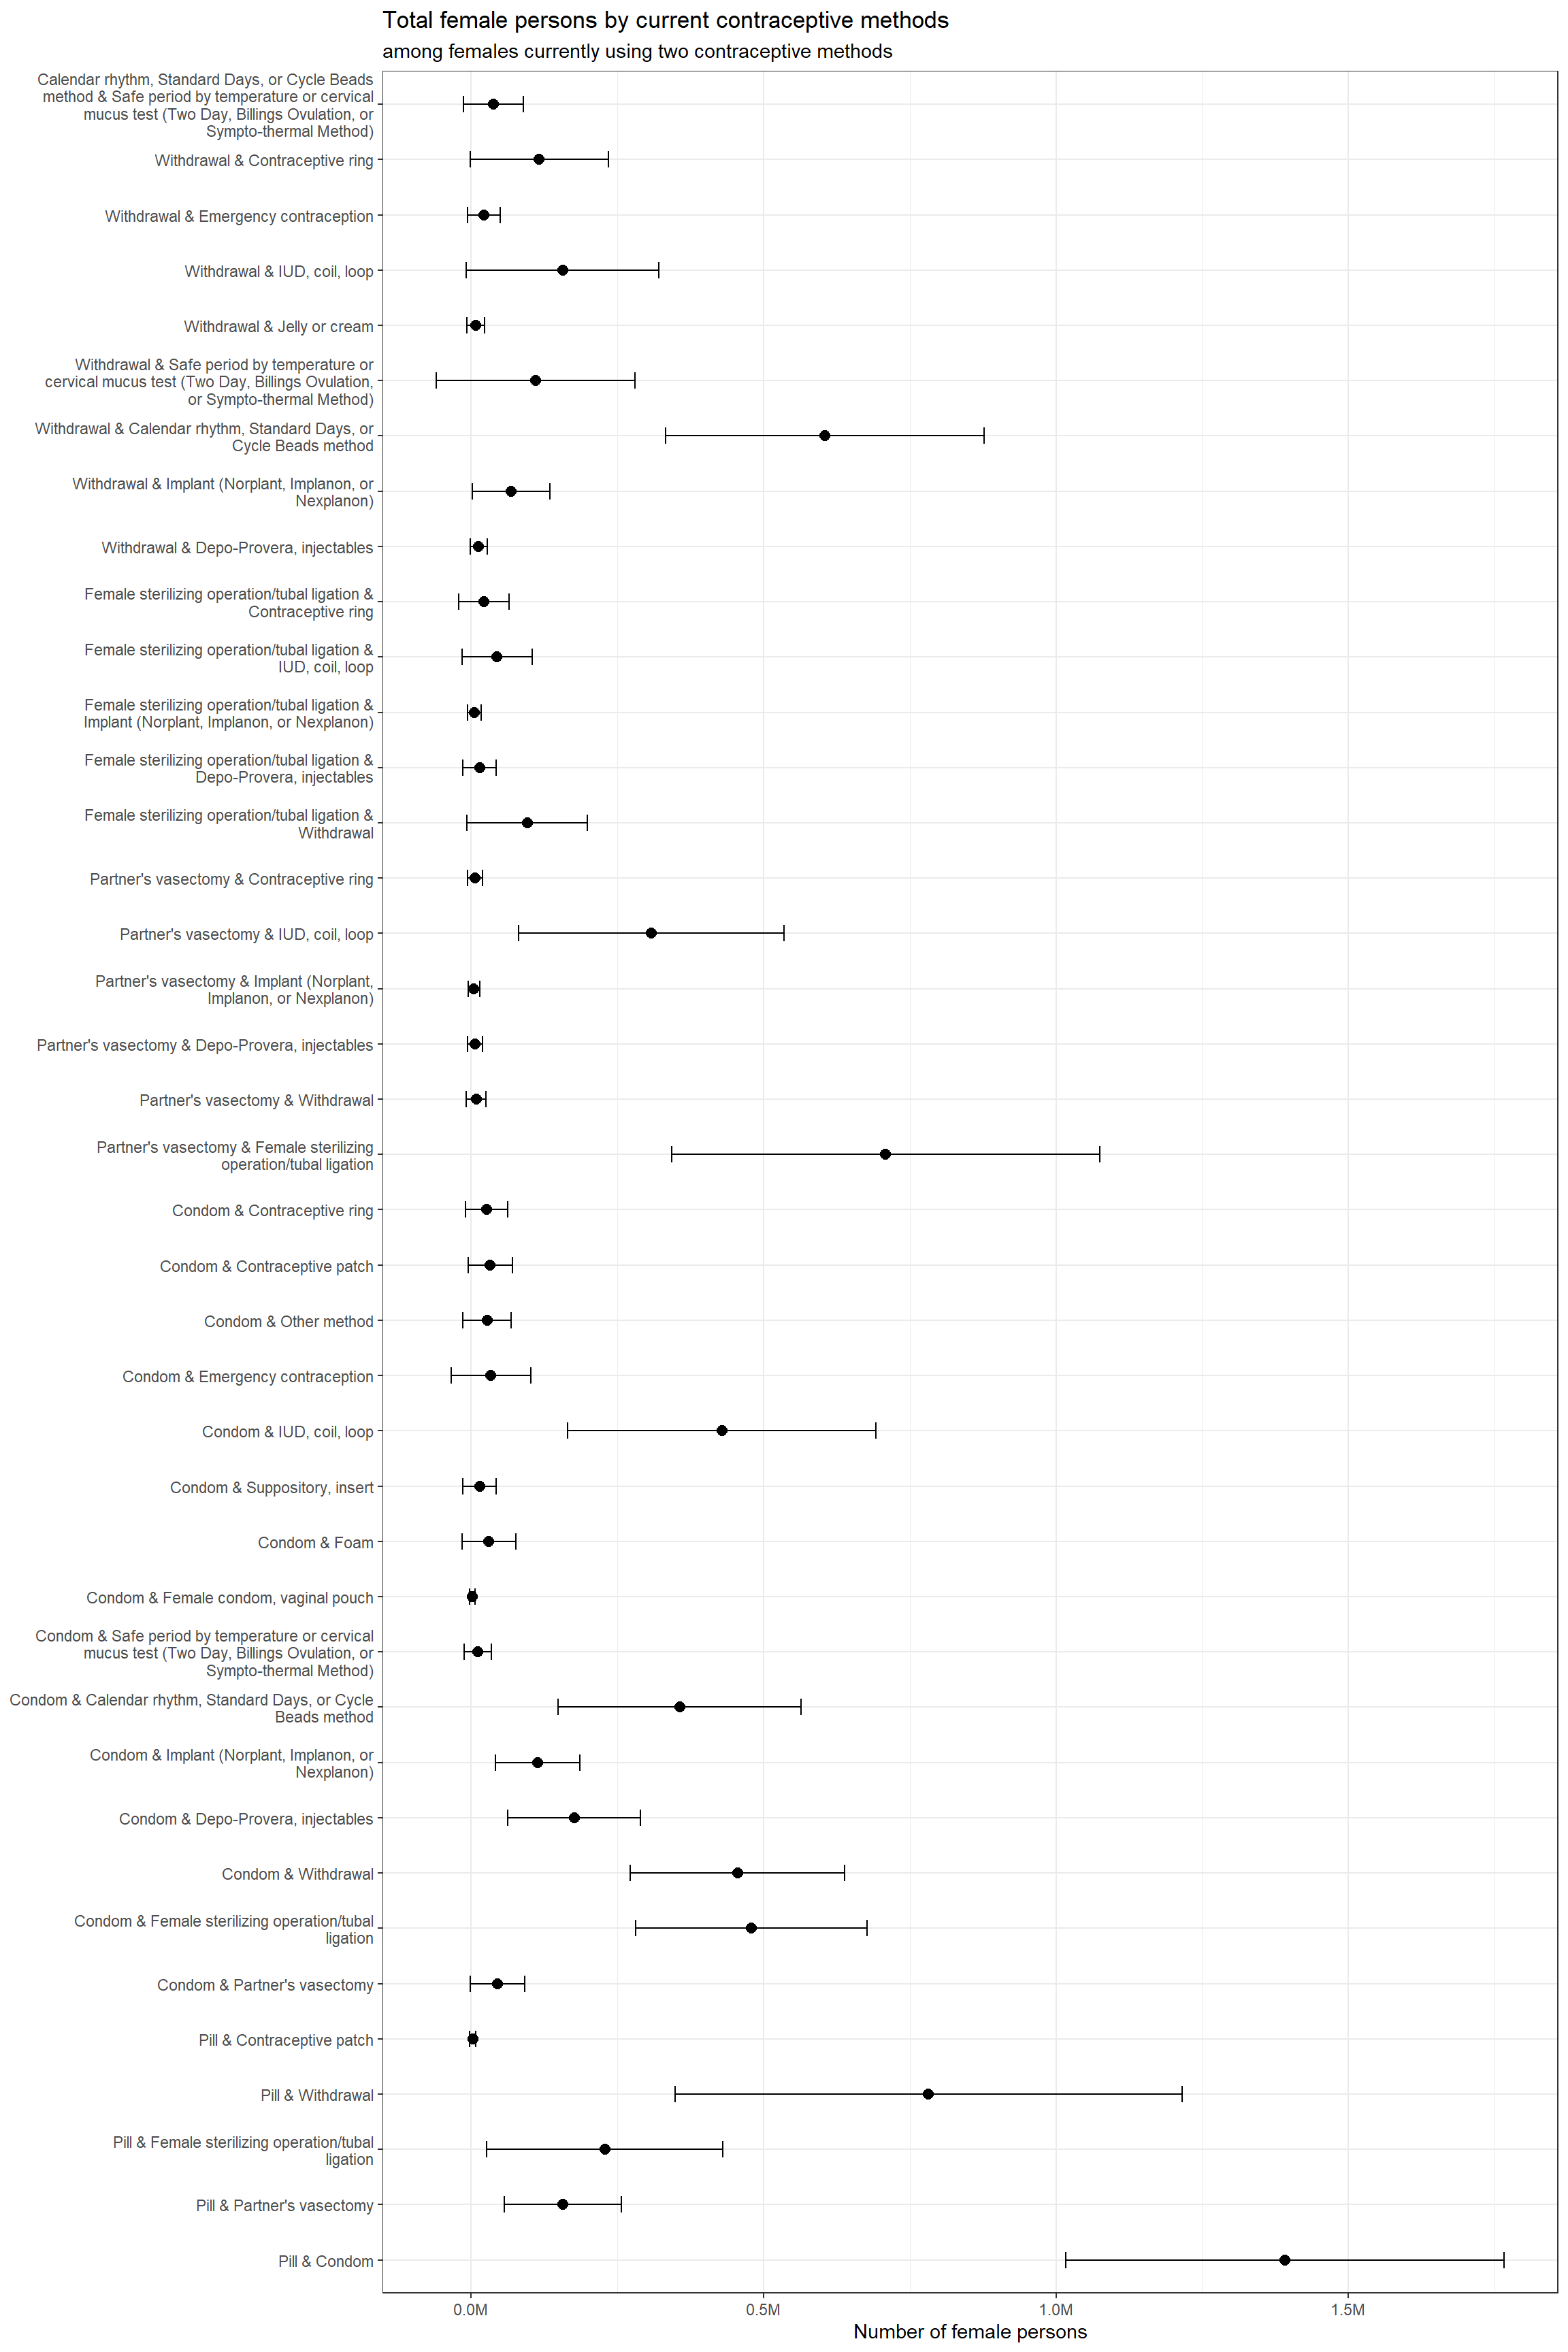 Total female persons by current contraceptive methods
among females currently using two contraceptive methods
Calendar rhythm, Standard Days, or Cycle Beads
method & Safe period by temperature or cervical
mucus test (Two Day, Billings Ovulation, or
Sympto-thermal Method)
Withdrawal & Contraceptive ring
Withdrawal & Emergency contraception
Withdrawal & IUD, coil, loop
Withdrawal & Jelly or cream
Withdrawal & Safe period by temperature or
cervical mucus test (Two Day, Billings Ovulation,
or Sympto-thermal Method)
Withdrawal & Calendar rhythm, Standard Days, or
Cycle Beads method
Withdrawal & Implant (Norplant, Implanon, or
Nexplanon)
Withdrawal & Depo-Provera, injectables
Female sterilizing operation/tubal ligation &
Contraceptive ring
Female sterilizing operation/tubal ligation &
IUD, coil, loop
Female sterilizing operation/tubal ligation &
Implant (Norplant, Implanon, or Nexplanon)
Female sterilizing operation/tubal ligation &
Depo-Provera, injectables
Female sterilizing operation/tubal ligation &
Withdrawal
Partner's vasectomy & Contraceptive ring
Partner's vasectomy & IUD, coil, loop
Partner's vasectomy & Implant (Norplant,
Implanon, or Nexplanon)
Partner's vasectomy & Depo-Provera, injectables
Partner's vasectomy & Withdrawal
Partner's vasectomy & Female sterilizing
operation/tubal ligation
Condom & Contraceptive ring
Condom & Contraceptive patch
Condom & Other method
Condom & Emergency contraception
Condom & IUD, coil, loop
Condom & Suppository, insert
Condom & Foam
Condom & Female condom, vaginal pouch
Condom & Safe period by temperature or cervical
mucus test (Two Day, Billings Ovulation, or
Sympto-thermal Method)
Condom & Calendar rhythm, Standard Days, or Cycle
Beads method
Condom & Implant (Norplant, Implanon, or
Nexplanon)
Condom & Depo-Provera, injectables
Condom & Withdrawal
Condom & Female sterilizing operation/tubal
ligation
Condom & Partner's vasectomy
Pill & Contraceptive patch
Pill & Withdrawal
Pill & Female sterilizing operation/tubal
ligation
Pill & Partner's vasectomy
Pill & Condom
0.0M 0.5M 1.0M 1.5M
Number of female persons